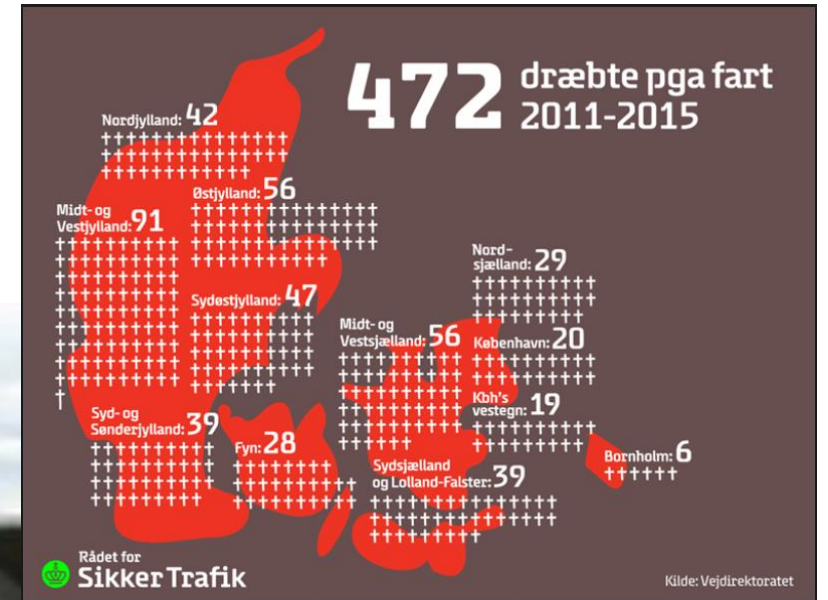 472 dræbte pga fart
2011-2015
Nordjylland: 42
Østjylland: 56
Midt- og
Vestjylland: 91
Sydøstjylland: 47
Syd- og
Sønderjylland: 39
Fyn: 28
Nord-
sjælland: 29
Midt- og
Vestsjælland: 56
København: 20
Kbh's
vestegn: 19
Sydsjælland
og Lolland-Falster: 39
Bornholm: 6
Rådet for
Sikker Trafik
Kilde: Vejdirektoratet